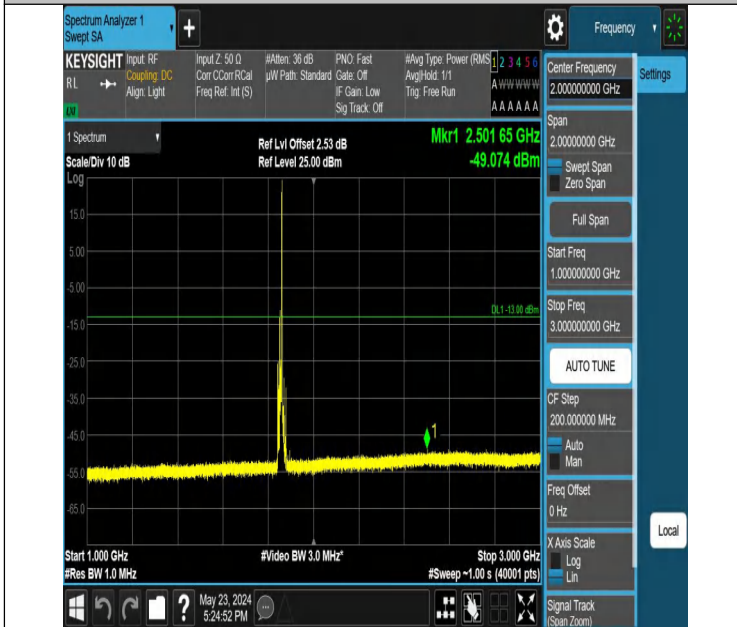 Spectrum Analyzer 1
Swept SA
+
Frequency
KEYSIGHT
RL
Input: RF
Coupling: DC
Align: Light
Input Z: 50 Ω
Corr CCorr RCal
Freq Ref: Int (S)
#Atten: 36 dB
µW Path: Standard
PNO: Fast
Gate: Off
IF Gain: Low
Sig Track: Off
#Avg Type: Power (RMS
Avg|Hold: 1/1
Trig: Free Run
1 2 3 4 5 6
A W W W W W
A A A A A A
1 Spectrum
Scale/Div 10 dB
Log
Ref Lvl Offset 2.53 dB
Ref Level 25.00 dBm
Mkr1 2.501 65 GHz
-49.074 dBm
15.0
5.00
-5.00
DL1 -13.00 dBm
-15.0
-25.0
-35.0
-45.0
1
-55.0
-65.0
Start 1.000 GHz
#Res BW 1.0 MHz
#Video BW 3.0 MHz*
Stop 3.000 GHz
#Sweep ~1.00 s (40001 pts)
?
May 23, 2024
5:24:52 PM
Center Frequency
2.000000000 GHz
Settings
Span
2.00000000 GHz
Swept Span
Zero Span
Full Span
Start Freq
1.000000000 GHz
Stop Freq
3.000000000 GHz
AUTO TUNE
CF Step
200.000000 MHz
Auto
Man
Freq Offset
0 Hz
X Axis Scale
Log
Lin
Local
Signal Track
(Span Zoom)